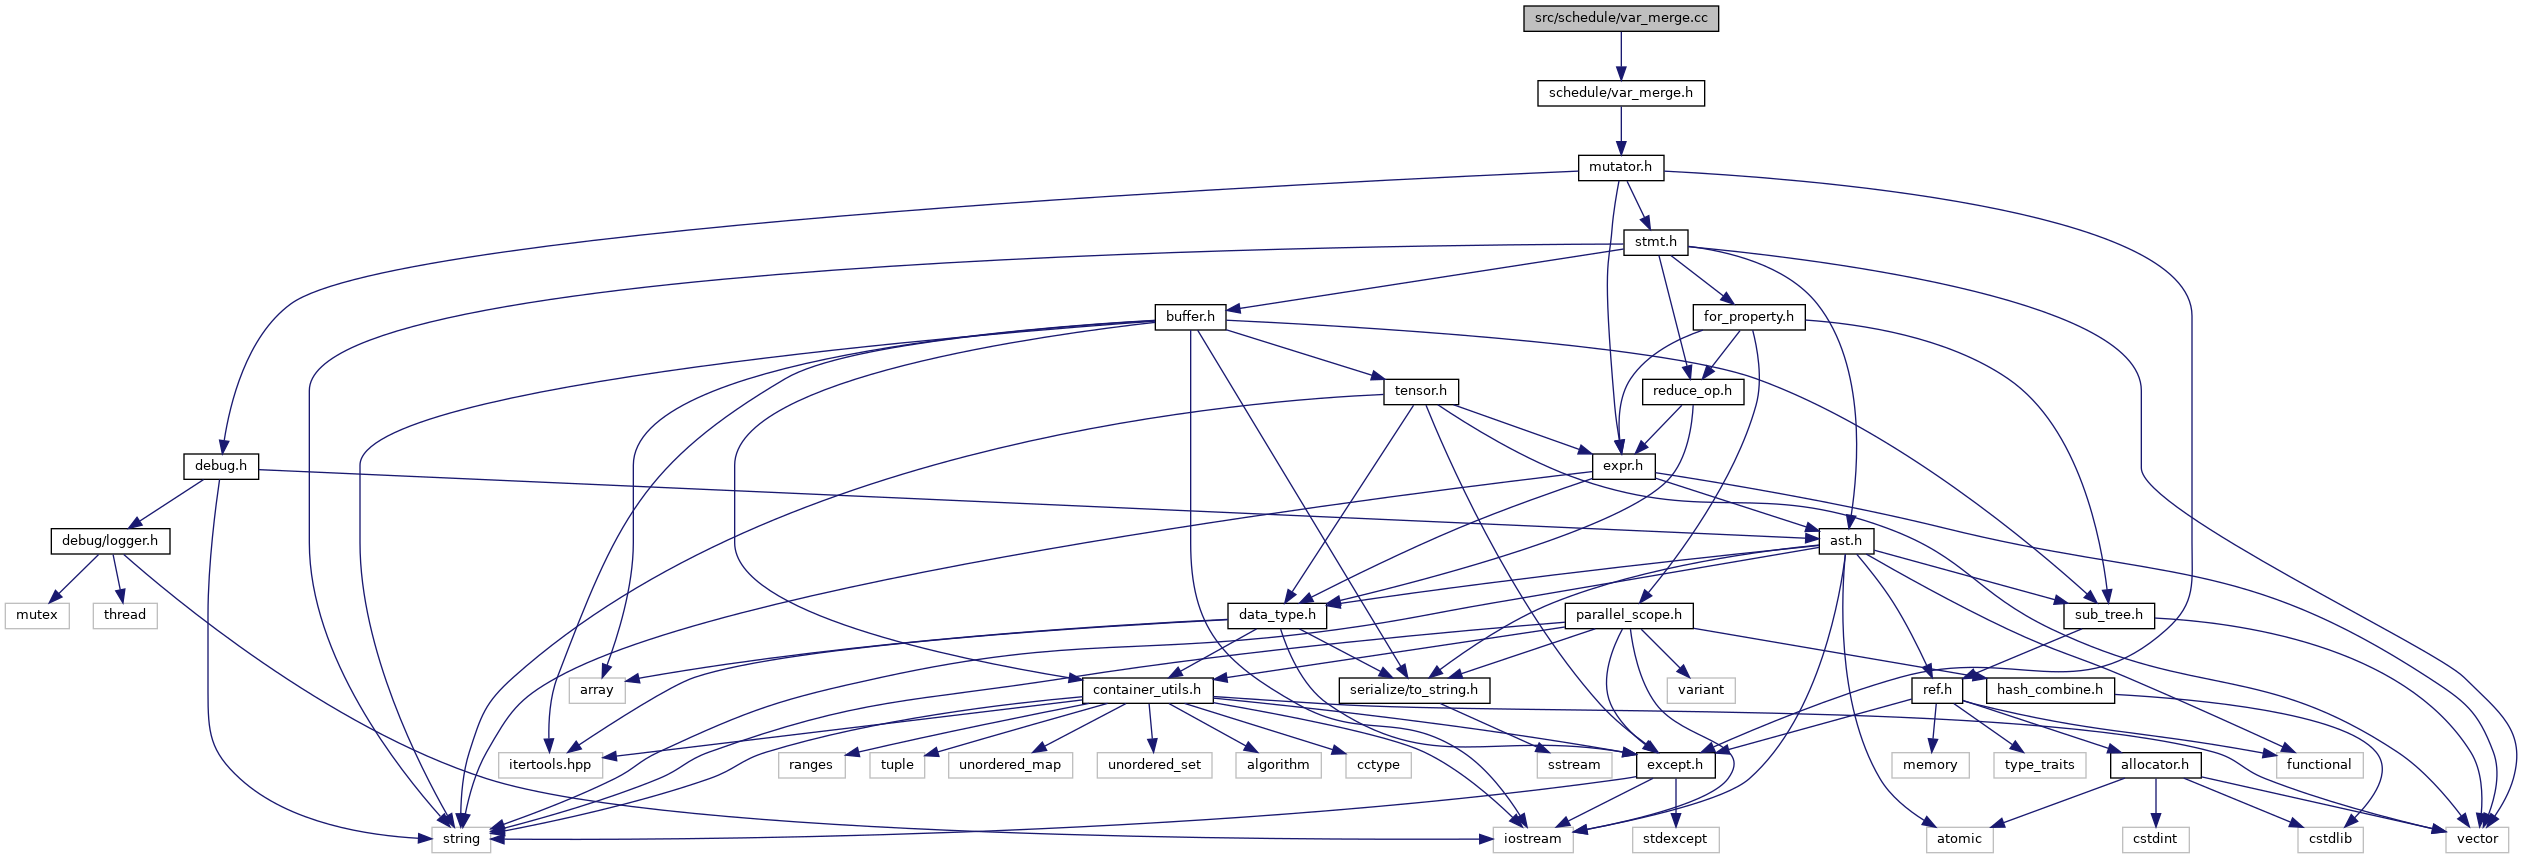 src/schedule/var_merge.cc
schedule/var_merge.h
mutator.h
stmt.h
buffer.h
for_property.h
tensor.h
reduce_op.h
debug.h
expr.h
debug/logger.h
ast.h
mutex
thread
data_type.h
parallel_scope.h
sub_tree.h
array
container_utils.h
serialize/to_string.h
variant
ref.h
hash_combine.h
itertools.hpp
ranges
tuple
unordered_map
unordered_set
algorithm
cctype
sstream
except.h
memory
type_traits
allocator.h
functional
string
iostream
stdexcept
atomic
cstdint
cstdlib
vector